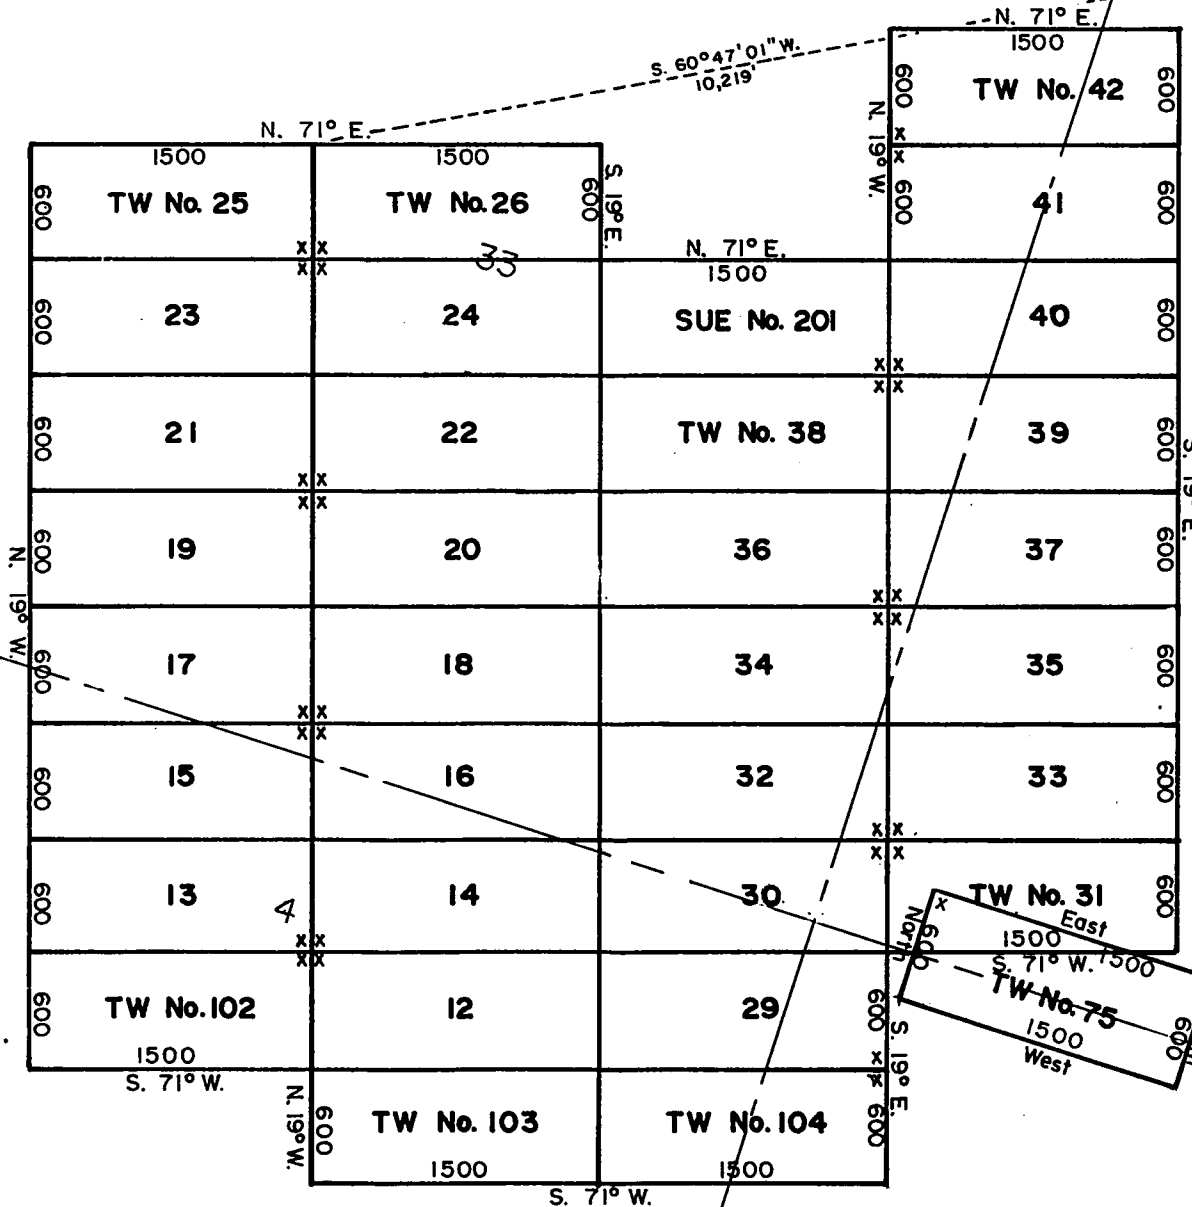 N. 71° E.
1500
S. 60°47'01" W.
10,219'
600 TW No. 42 600
N. 71° E.
1500 1500
N. 19° W.
x
x
600 TW No. 25 TW No. 26 600 S. 19° E.
600 41 600
x x
x x
33
N. 71° E.
1500
600 23 24 SUE No. 201 40 600
x x
x x
600 21 22 TW No. 38 39 600
S. 19° E.
x x
x x
N. 19° W.
600 19 20 36 37 600
x x
x x
600 17 18 34 35 600
x x
x x
600 15 16 32 33 600
x x
x x
600 13 4 14 30 TW No. 31 600
x
East
North 600
1500
1500
x x
x x
S. 71° W.
600 TW No. 102 12 29 600 TW No. 75 600
1500
West
1500
S. 71° W.
x x
x x
S. 19° E.
N. 19° W.
600 TW No. 103 TW No. 104 600
1500 1500
S. 71° W.